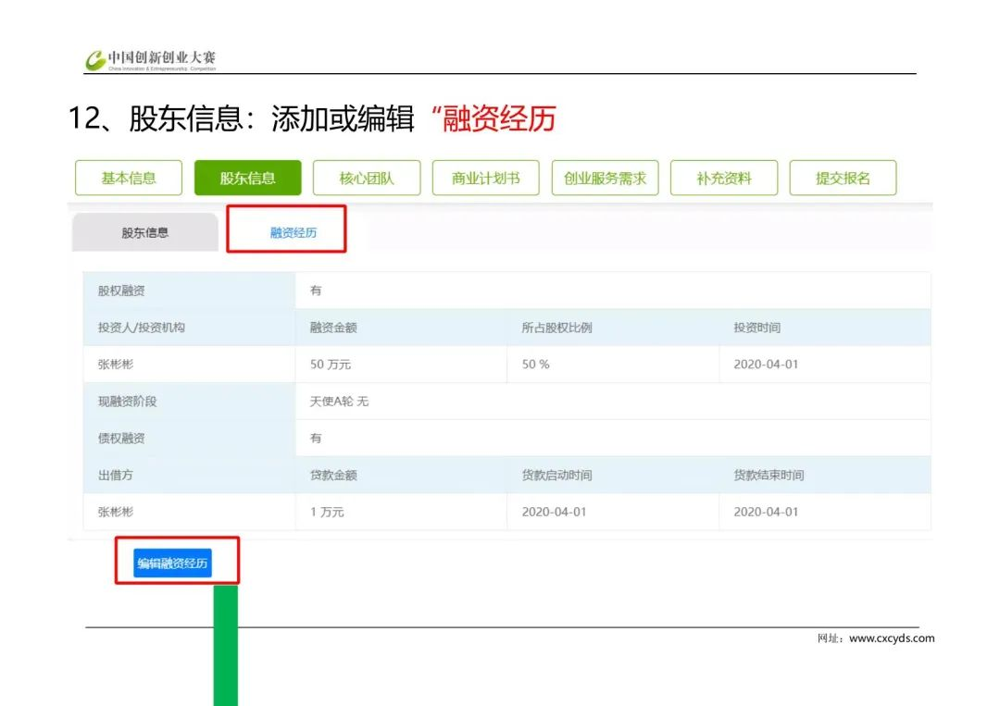 中国创新创业大赛
China Innovation & Entrepreneurship Competition
12、股东信息：添加或编辑“融资经历
基本信息 股东信息 核心团队 商业计划书 创业服务需求 补充资料 提交报名
股东信息 融资经历
股权融资 有
投资人/投资机构 融资金额 所占股权比例 投资时间
张彬彬 50 万元 50 % 2020-04-01
现融资阶段 天使A轮 无
债权融资 有
出借方 贷款金额 货款启动时间 货款结束时间
张彬彬 1 万元 2020-04-01 2020-04-01
编辑融资经历
网址：www.cxcyds.com